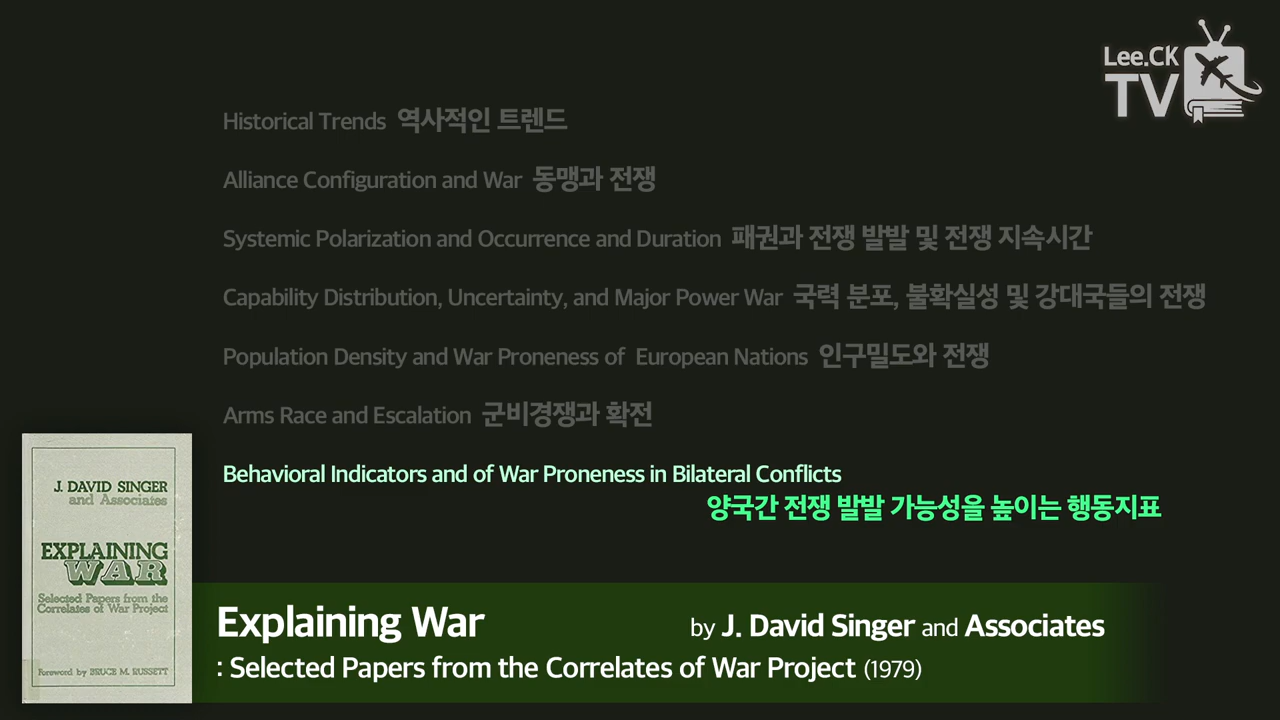 Lee.CK
TV
Historical Trends 역사적인 트렌드
Alliance Configuration and War 동맹과 전쟁
Systemic Polarization and Occurrence and Duration 패권과 전쟁 발발 및 전쟁 지속시간
Capability Distribution, Uncertainty, and Major Power War 국력 분포, 불확실성 및 강대국들의 전쟁
Population Density and War Proneness of European Nations 인구밀도와 전쟁
Arms Race and Escalation 군비경쟁과 확전
Behavioral Indicators and of War Proneness in Bilateral Conflicts
양국간 전쟁 발발 가능성을 높이는 행동지표
J. DAVID SINGER
and Associates
EXPLAINING
WAR
Selected Papers from the
Correlates of War Project
Foreword by BRUCE M. RUSSETT
Explaining War by J. David Singer and Associates
: Selected Papers from the Correlates of War Project (1979)